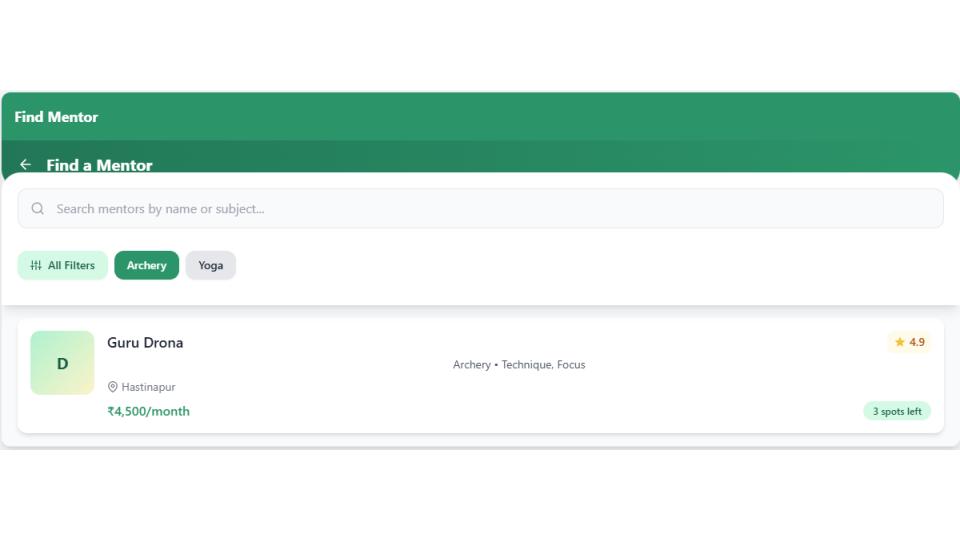 Find Mentor
Find a Mentor
Search mentors by name or subject...
All Filters Archery Yoga
D
Guru Drona
4.9
Archery • Technique, Focus
Hastinapur
₹4,500/month
3 spots left